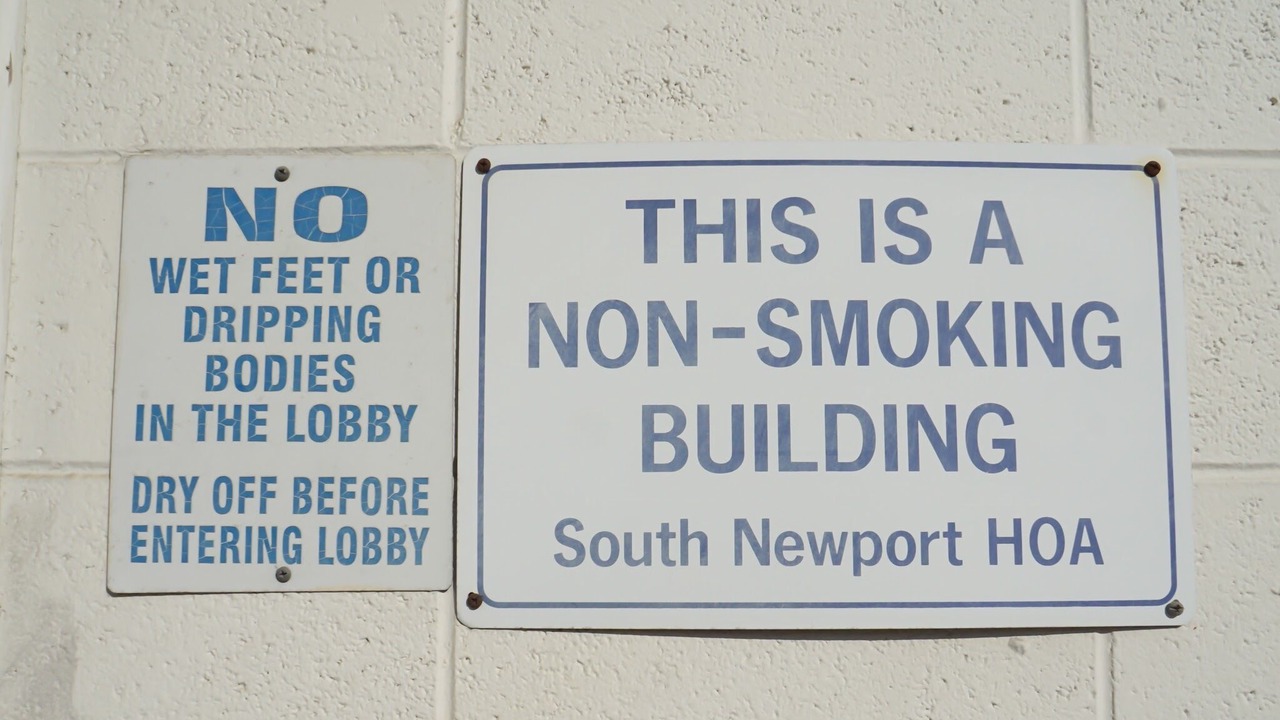 NO
WET FEET OR
DRIPPING
BODIES
IN THE LOBBY
DRY OFF BEFORE
ENTERING LOBBY
THIS IS A
NON-SMOKING
BUILDING
South Newport HOA